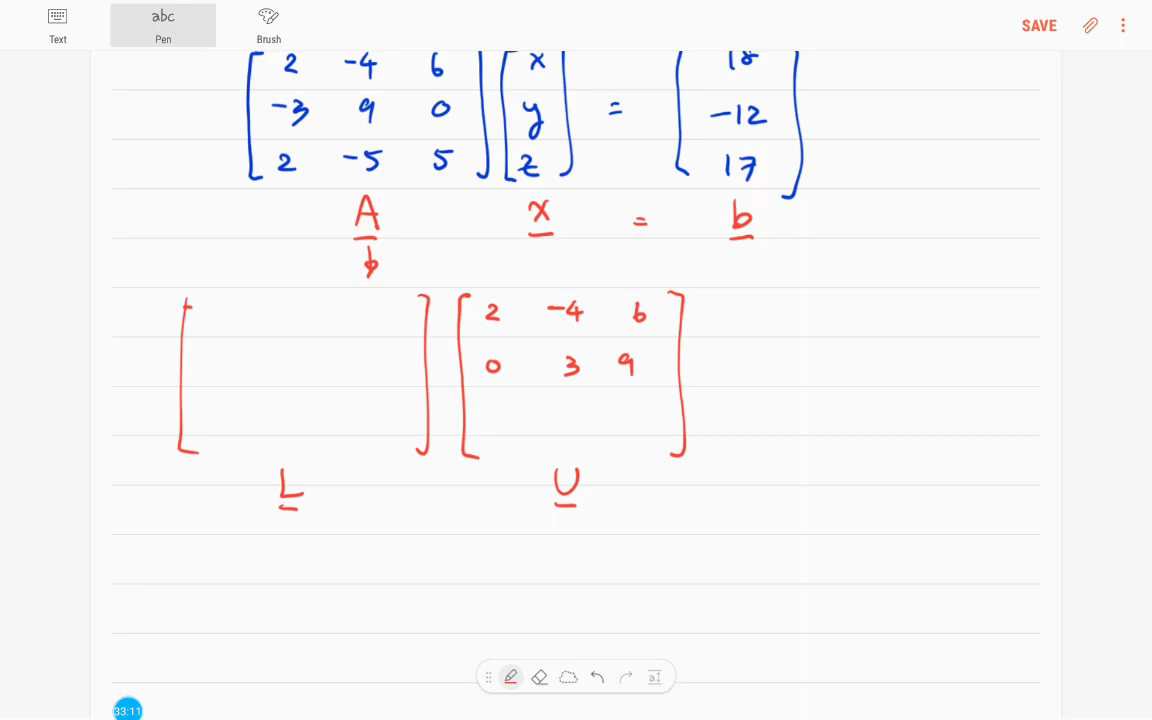 abc
SAVE
Text Pen Brush
2 -4 6 x 18
-3 9 0 y = -12
2 -5 5 z 17
A x = b
2 -4 6
0 3 9
L U
33:11